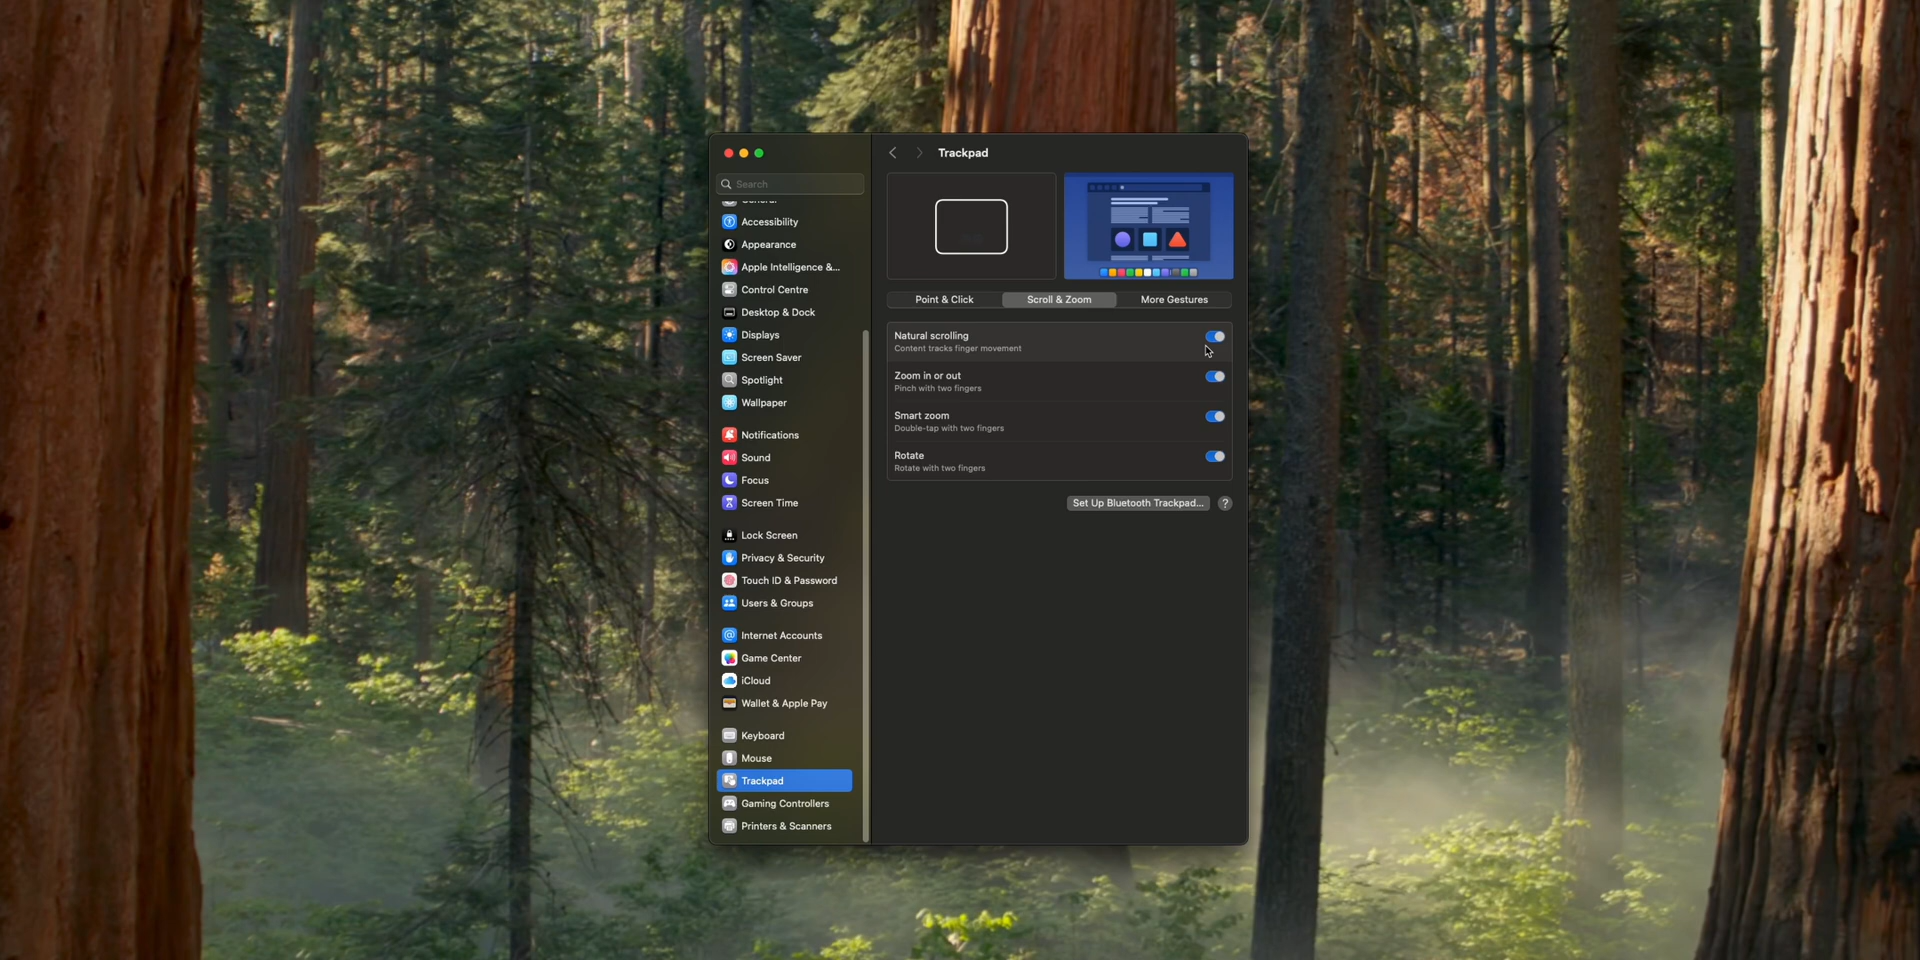 Search
General
Accessibility
Appearance
Apple Intelligence &...
Control Centre
Desktop & Dock
Displays
Screen Saver
Spotlight
Wallpaper
Notifications
Sound
Focus
Screen Time
Lock Screen
Privacy & Security
Touch ID & Password
Users & Groups
Internet Accounts
Game Center
iCloud
Wallet & Apple Pay
Keyboard
Mouse
Trackpad
Gaming Controllers
Printers & Scanners
Trackpad
Point & Click
Scroll & Zoom
More Gestures
Natural scrolling
Content tracks finger movement
Zoom in or out
Pinch with two fingers
Smart zoom
Double-tap with two fingers
Rotate
Rotate with two fingers
Set Up Bluetooth Trackpad...
?